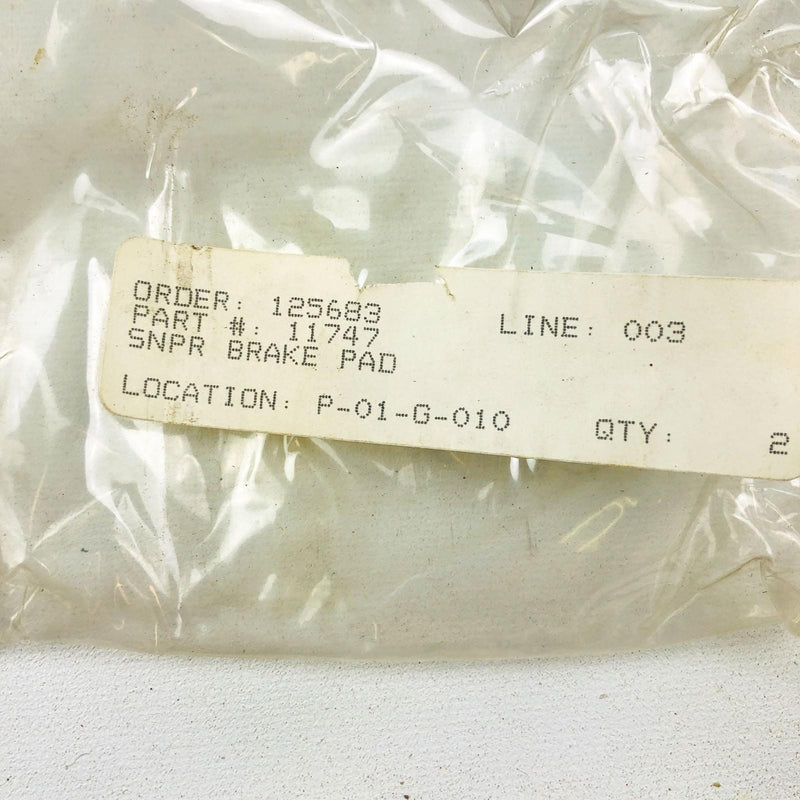 ORDER: 125683
PART #: 11747 LINE: 003
SNPR BRAKE PAD
LOCATION: P-01-G-010 QTY: 2